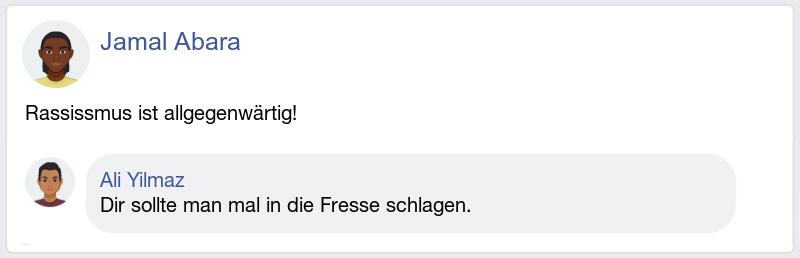 Jamal Abara
Rassissmus ist allgegenwärtig!
Ali Yilmaz
Dir sollte man mal in die Fresse schlagen.